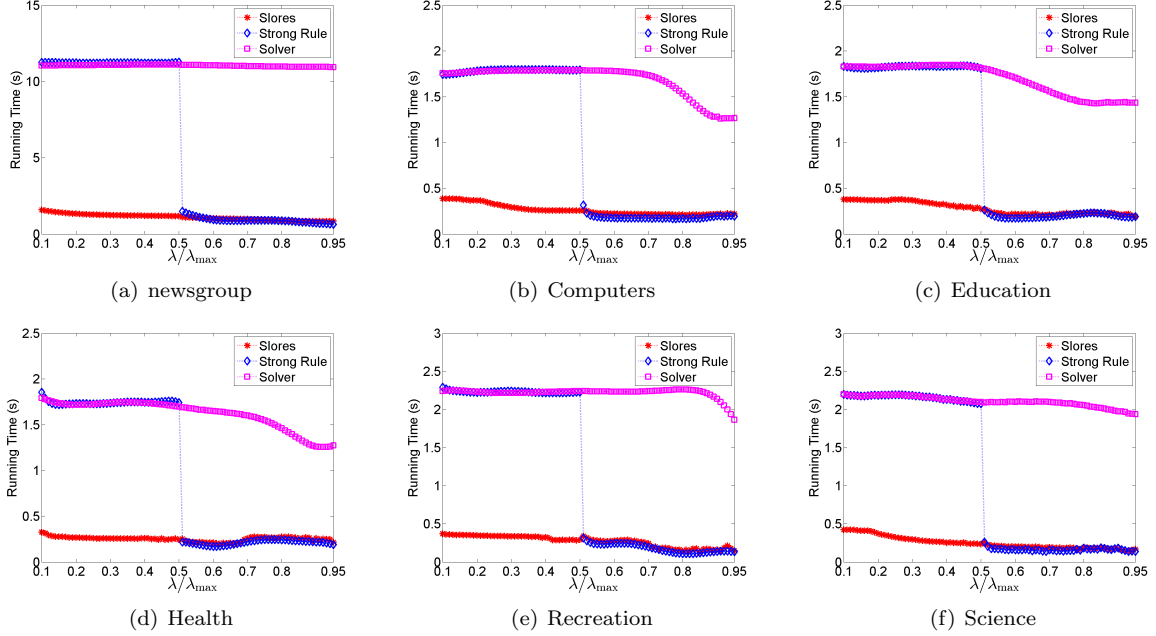 15
10
5
0
Running Time (s)
Slores
Strong Rule
Solver
0.1 0.2 0.3 0.4 0.5 0.6 0.7 0.8 0.95
λ/λmax
(a) newsgroup
2.5
2
1.5
1
0.5
0
Running Time (s)
Slores
Strong Rule
Solver
0.1 0.2 0.3 0.4 0.5 0.6 0.7 0.8 0.95
λ/λmax
(b) Computers
2.5
2
1.5
1
0.5
0
Running Time (s)
Slores
Strong Rule
Solver
0.1 0.2 0.3 0.4 0.5 0.6 0.7 0.8 0.95
λ/λmax
(c) Education
2.5
2
1.5
1
0.5
0
Running Time (s)
Slores
Strong Rule
Solver
0.1 0.2 0.3 0.4 0.5 0.6 0.7 0.8 0.95
λ/λmax
(d) Health
3
2.5
2
1.5
1
0.5
0
Running Time (s)
Slores
Strong Rule
Solver
0.1 0.2 0.3 0.4 0.5 0.6 0.7 0.8 0.95
λ/λmax
(e) Recreation
3
2.5
2
1.5
1
0.5
0
Running Time (s)
Slores
Strong Rule
Solver
0.1 0.2 0.3 0.4 0.5 0.6 0.7 0.8 0.95
λ/λmax
(f) Science